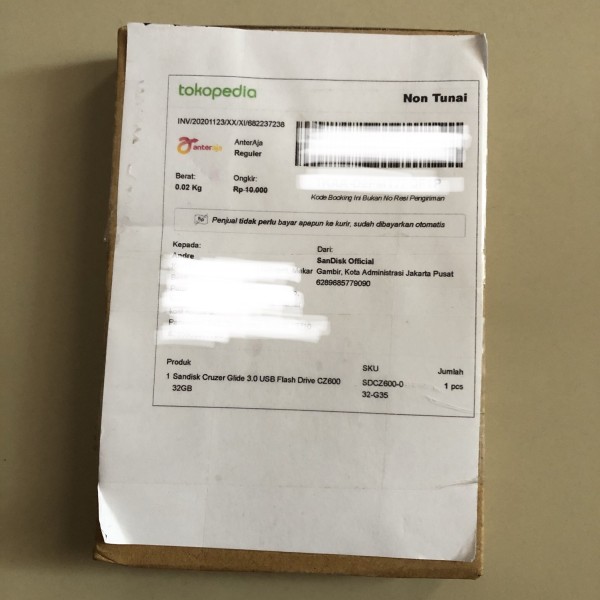 tokopedia
Non Tunai
INV/20201123/XX/XI/682237238
anteraja
AnterAja
Reguler
Berat:
0.02 Kg
Ongkir:
Rp 10.000
Kode Booking Ini Bukan No Resi Pengiriman
Penjual tidak perlu bayar apapun ke kurir, sudah dibayarkan otomatis
Kepada:
Andre
Dari:
SanDisk Official
Gambir, Kota Administrasi Jakarta Pusat
6289685779090
Produk
SKU
Jumlah
1 Sandisk Cruzer Glide 3.0 USB Flash Drive CZ600
32GB
SDCZ600-0
32-G35
1 pcs